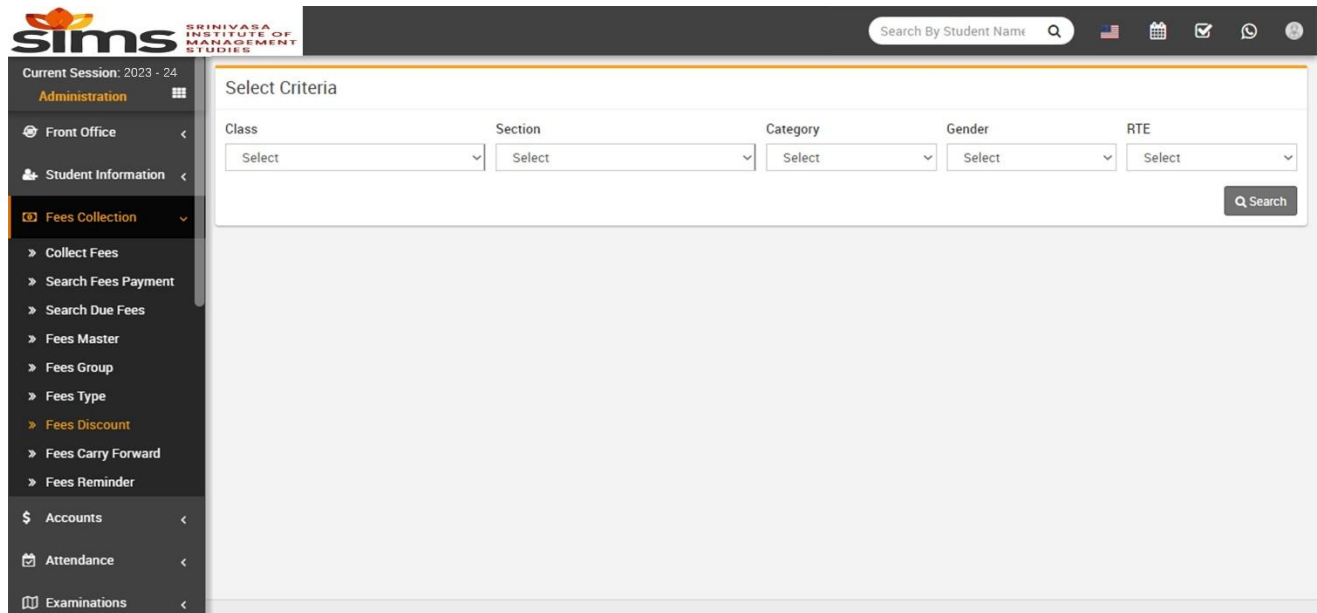 sims
SRINIVASA
INSTITUTE OF
MANAGEMENT
STUDIES
Search By Student Name
Current Session: 2023 - 24
Administration
Front Office
Student Information
Fees Collection
Collect Fees
Search Fees Payment
Search Due Fees
Fees Master
Fees Group
Fees Type
Fees Discount
Fees Carry Forward
Fees Reminder
Accounts
Attendance
Examinations
Select Criteria
Class Section Category Gender RTE
Select Select Select Select Select
Search